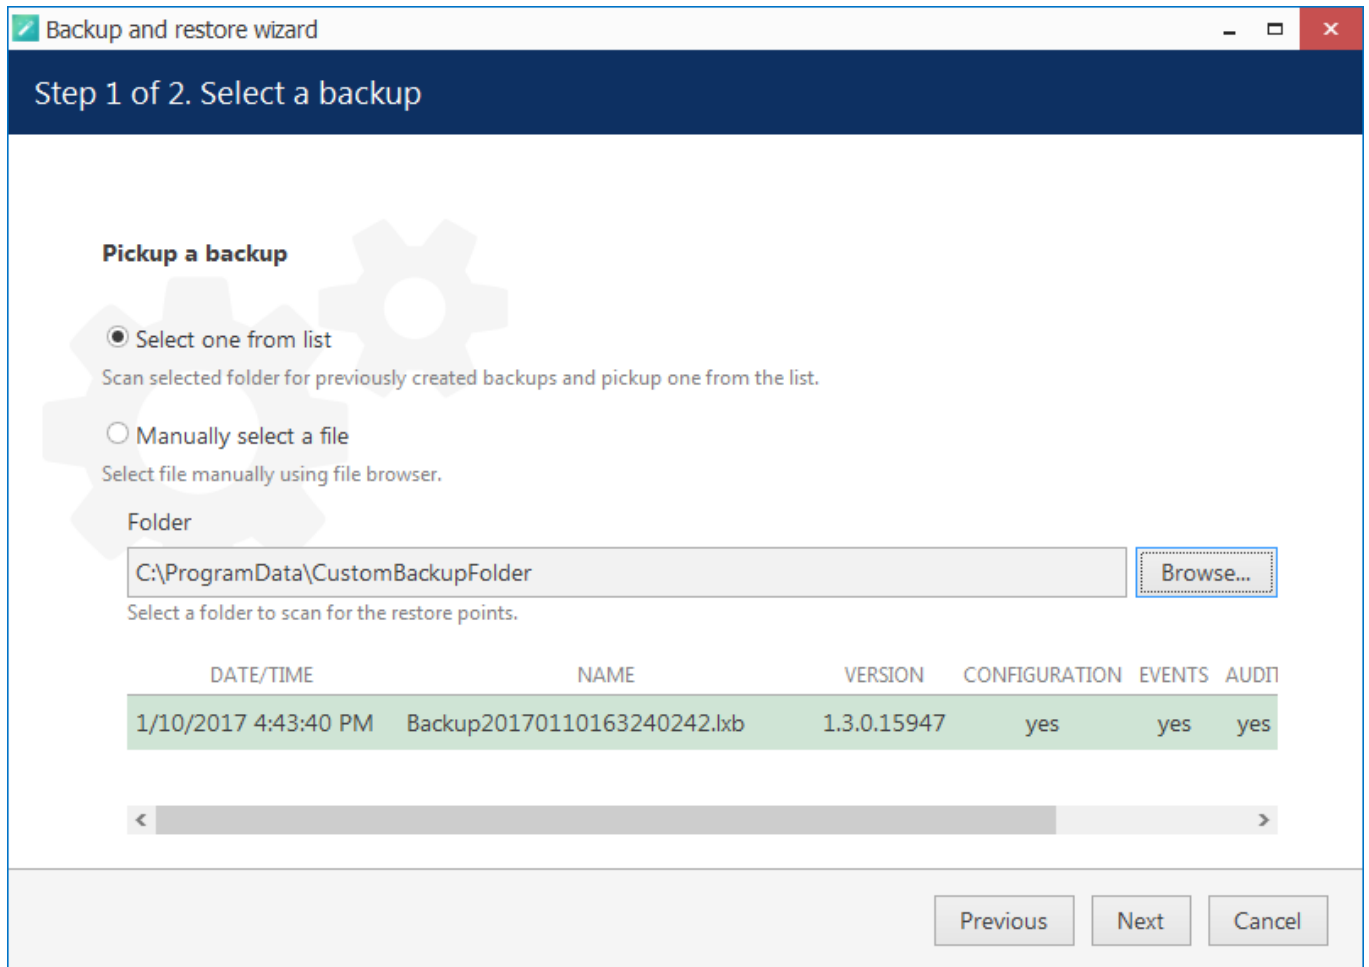 Backup and restore wizard
Step 1 of 2. Select a backup
Pickup a backup
Select one from list
Scan selected folder for previously created backups and pickup one from the list.
Manually select a file
Select file manually using file browser.
Folder
C:\ProgramData\CustomBackupFolder
Browse...
Select a folder to scan for the restore points.
DATE/TIME NAME VERSION CONFIGURATION EVENTS AUDIT
1/10/2017 4:43:40 PM Backup20170110163240242.lxb 1.3.0.15947 yes yes yes
Previous Next Cancel